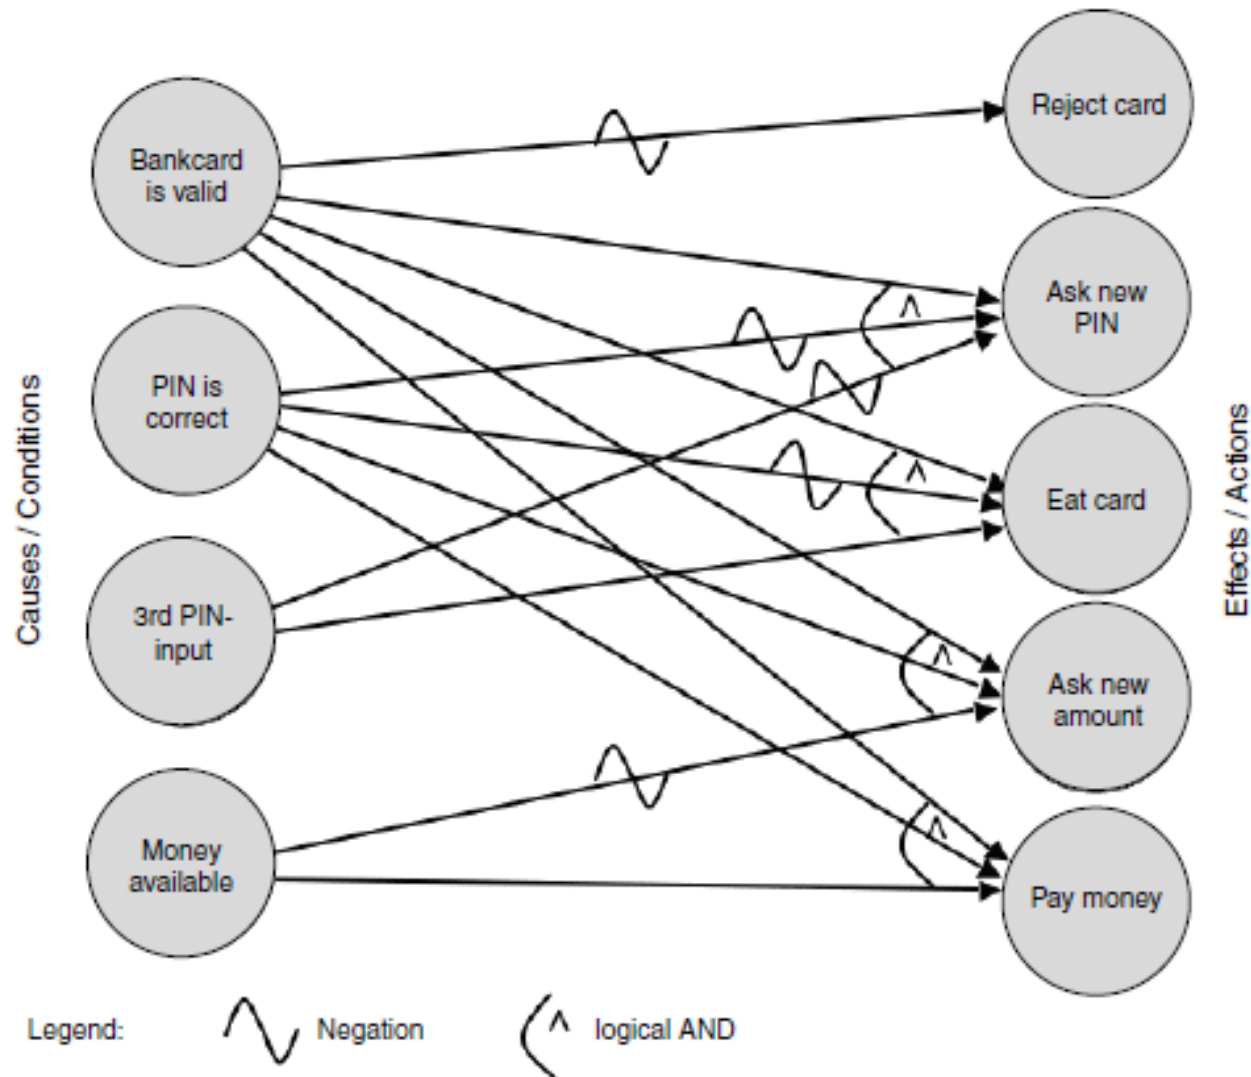 Reject card
Bankcard
is valid
Ask new
PIN
^
PIN is
correct
Eat card
^
3rd PIN-
input
Ask new
amount
^
Money
available
Pay money
^
Causes / Conditions
Effects / Actions
Legend:
Negation
^
logical AND